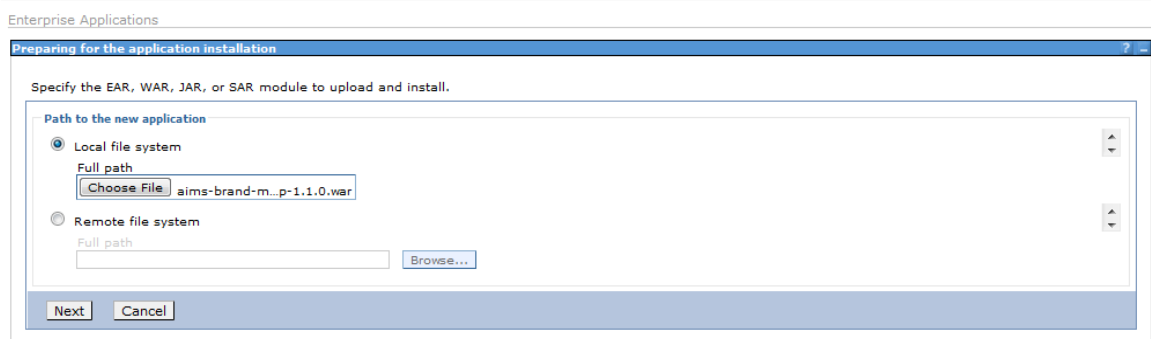 Enterprise Applications
Preparing for the application installation ? –
Specify the EAR, WAR, JAR, or SAR module to upload and install.
Path to the new application
Local file system
Full path
Choose File aims-brand-m...p-1.1.0.war
Remote file system
Full path
Browse...
Next Cancel